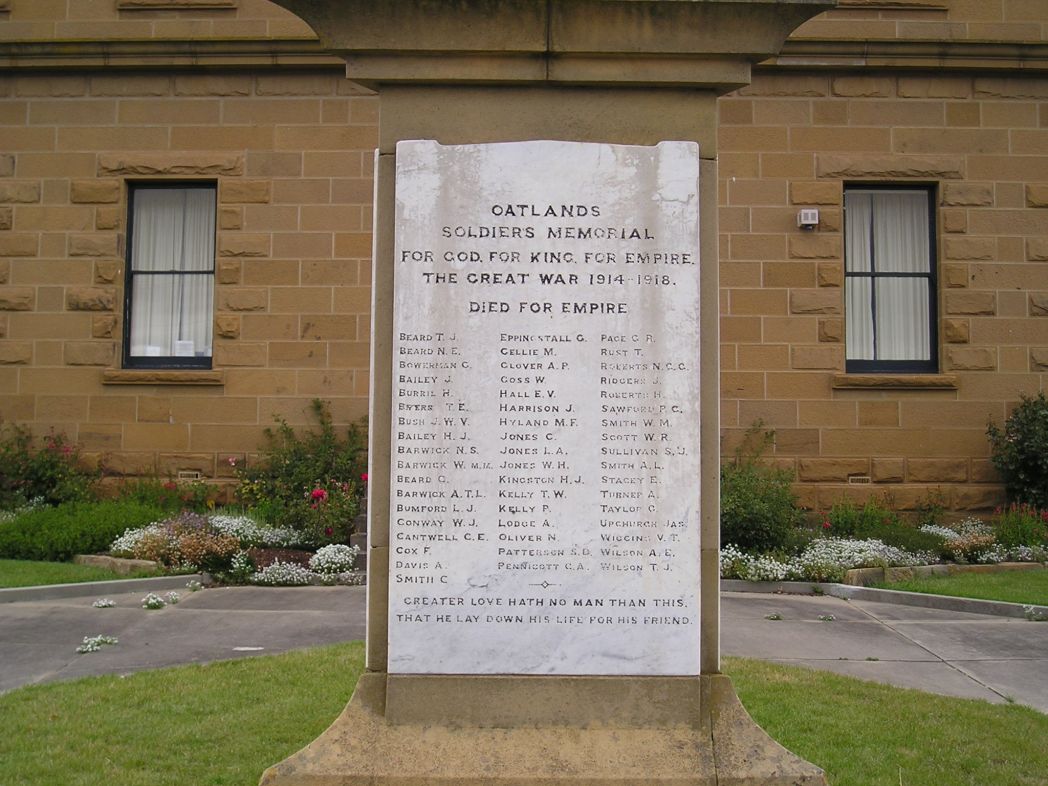 OATLANDS
SOLDIERS MEMORIAL
FOR GOD, FOR KING, FOR EMPIRE.
THE GREAT WAR 1914-1918.
DIED FOR EMPIRE
BEARD T. J. EPPINGSTALL G. PAGE G. R.
BEARD N. E. GELLIE M. RUST T.
BOWERMAN G. GLOVER A. P. ROBERTS N. C. C.
BAILEY J. GOSS W. RIDGERS J.
BURRIL H. HALL E. V. ROBERTS H.
BYERS T. E. HARRISON J. SAWFORD P. C.
BUSH J. W. V. HYLAND M. F. SMITH W. M.
BAILEY H. J. JONES C. SCOTT W. R.
BARWICK N. S. JONES L. A. SULLIVAN S. J.
BARWICK W. M.M. JONES W. H. SMITH A. L.
BEARD C. KINGSTON H. J. STACEY E.
BARWICK A. T. L. KELLY T. W. TURNER A.
BUMFORD L. J. KELLY P. TAYLOR G.
CONWAY W. J. LODGE A. UPCHURCH JAS.
CANTWELL C. E. OLIVER N. WIGGINS V. T.
COX F. PATTERSON S. D. WILSON A. E.
DAVIS A. PENNICOTT G. A. WILSON T. J.
SMITH C.
GREATER LOVE HATH NO MAN THAN THIS,
THAT HE LAY DOWN HIS LIFE FOR HIS FRIEND.